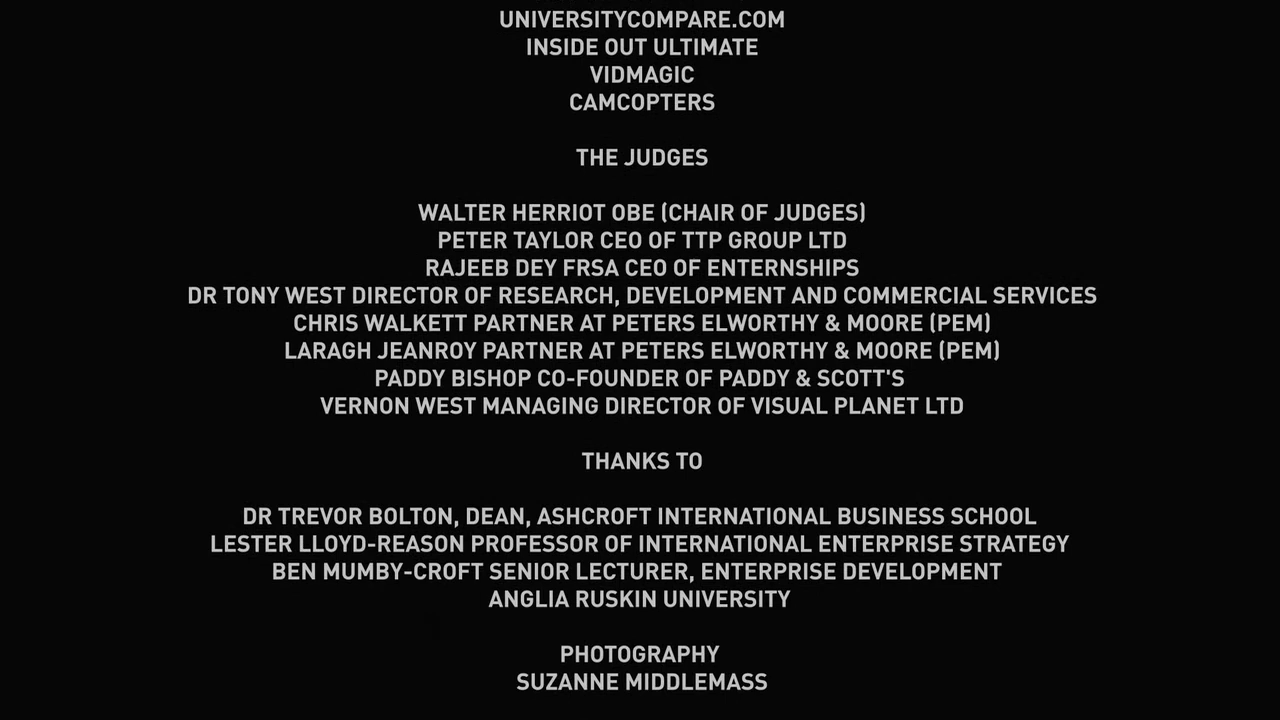 UNIVERSITYCOMPARE.COM
INSIDE OUT ULTIMATE
VIDMAGIC
CAMCOPTERS
THE JUDGES
WALTER HERRIOT OBE (CHAIR OF JUDGES)
PETER TAYLOR CEO OF TTP GROUP LTD
RAJEEB DEY FRSA CEO OF ENTERNSHIPS
DR TONY WEST DIRECTOR OF RESEARCH, DEVELOPMENT AND COMMERCIAL SERVICES
CHRIS WALKETT PARTNER AT PETERS ELWORTHY & MOORE (PEM)
LARAGH JEANROY PARTNER AT PETERS ELWORTHY & MOORE (PEM)
PADDY BISHOP CO-FOUNDER OF PADDY & SCOTT'S
VERNON WEST MANAGING DIRECTOR OF VISUAL PLANET LTD
THANKS TO
DR TREVOR BOLTON, DEAN, ASHCROFT INTERNATIONAL BUSINESS SCHOOL
LESTER LLOYD-REASON PROFESSOR OF INTERNATIONAL ENTERPRISE STRATEGY
BEN MUMBY-CROFT SENIOR LECTURER, ENTERPRISE DEVELOPMENT
ANGLIA RUSKIN UNIVERSITY
PHOTOGRAPHY
SUZANNE MIDDLEMASS